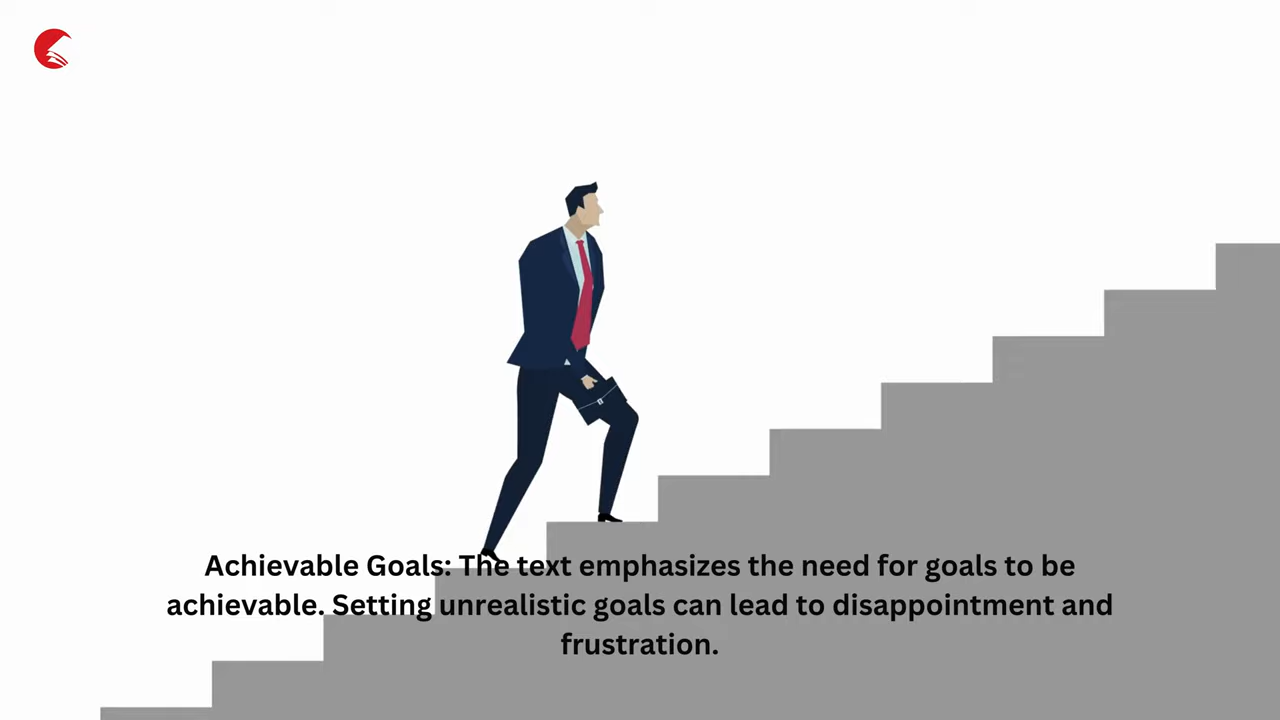 Achievable Goals: The text emphasizes the need for goals to be
achievable. Setting unrealistic goals can lead to disappointment and
frustration.